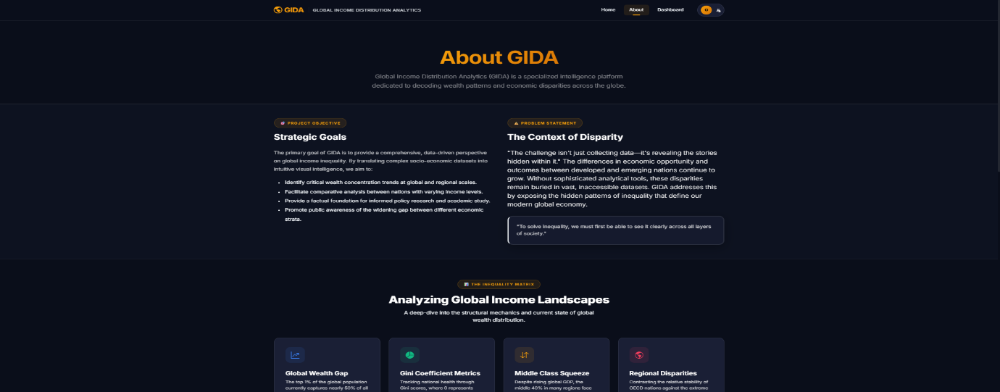 GIDA GLOBAL INCOME DISTRIBUTION ANALYTICS
Home About Dashboard
About GIDA
Global Income Distribution Analytics (GIDA) is a specialized intelligence platform
dedicated to decoding wealth patterns and economic disparities across the globe.
PROJECT OBJECTIVE
Strategic Goals
The primary goal of GIDA is to provide a comprehensive, data-driven perspective
on global income inequality. By translating complex socio-economic datasets into
intuitive visual intelligence, we aim to:
• Identify critical wealth concentration trends at global and regional scales.
• Facilitate comparative analysis between nations with varying income levels.
• Provide a factual foundation for informed policy research and academic study.
• Promote public awareness of the widening gap between different economic
strata.
PROBLEM STATEMENT
The Context of Disparity
"The challenge isn't just collecting data—it's revealing the stories
hidden within it." The differences in economic opportunity and
outcomes between developed and emerging nations continue to
grow. Without sophisticated analytical tools, these disparities
remain buried in vast, inaccessible datasets. GIDA addresses this
by exposing the hidden patterns of inequality that define our
modern global economy.
"To solve inequality, we must first be able to see it clearly across all layers
of society."
THE INEQUALITY MATRIX
Analyzing Global Income Landscapes
A deep-dive into the structural mechanics and current state of global
wealth distribution.
Global Wealth Gap
The top 1% of the global population
currently captures nearly 50% of all
Gini Coefficient Metrics
Tracking national health through
Gini scores, where 0 represents
Middle Class Squeeze
Despite rising global GDP, the
middle 40% in many regions face
Regional Disparities
Contrasting the relative stability of
OECD nations against the extreme